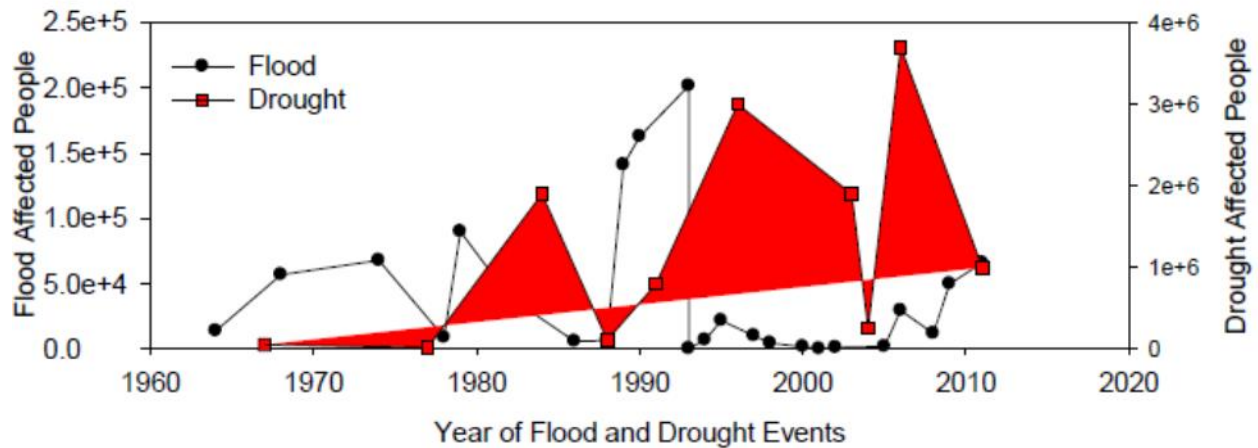 2.5e+5
2.0e+5
1.5e+5
1.0e+5
5.0e+4
0.0
Flood Affected People
Flood
Drought
4e+6
3e+6
2e+6
1e+6
0
Drought Affected People
1960 1970 1980 1990 2000 2010 2020
Year of Flood and Drought Events